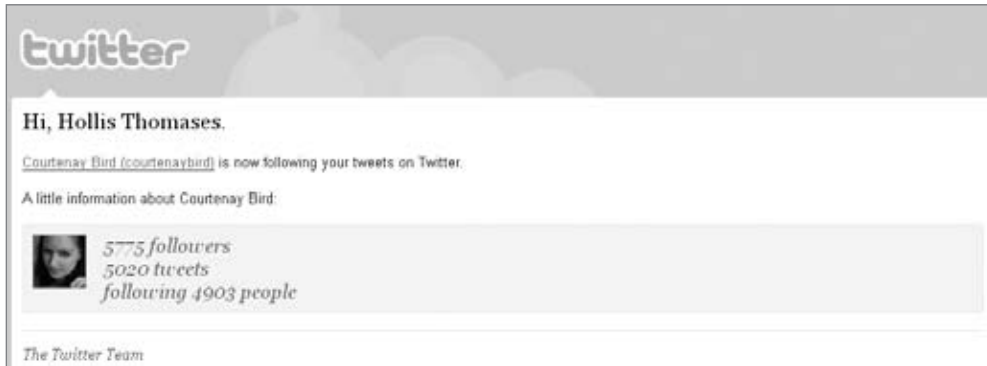 twitter
Hi, Hollis Thomases.
Courtenay Bird (courtenaybird) is now following your tweets on Twitter.
A little information about Courtenay Bird:
5775 followers
5020 tweets
following 4903 people
The Twitter Team